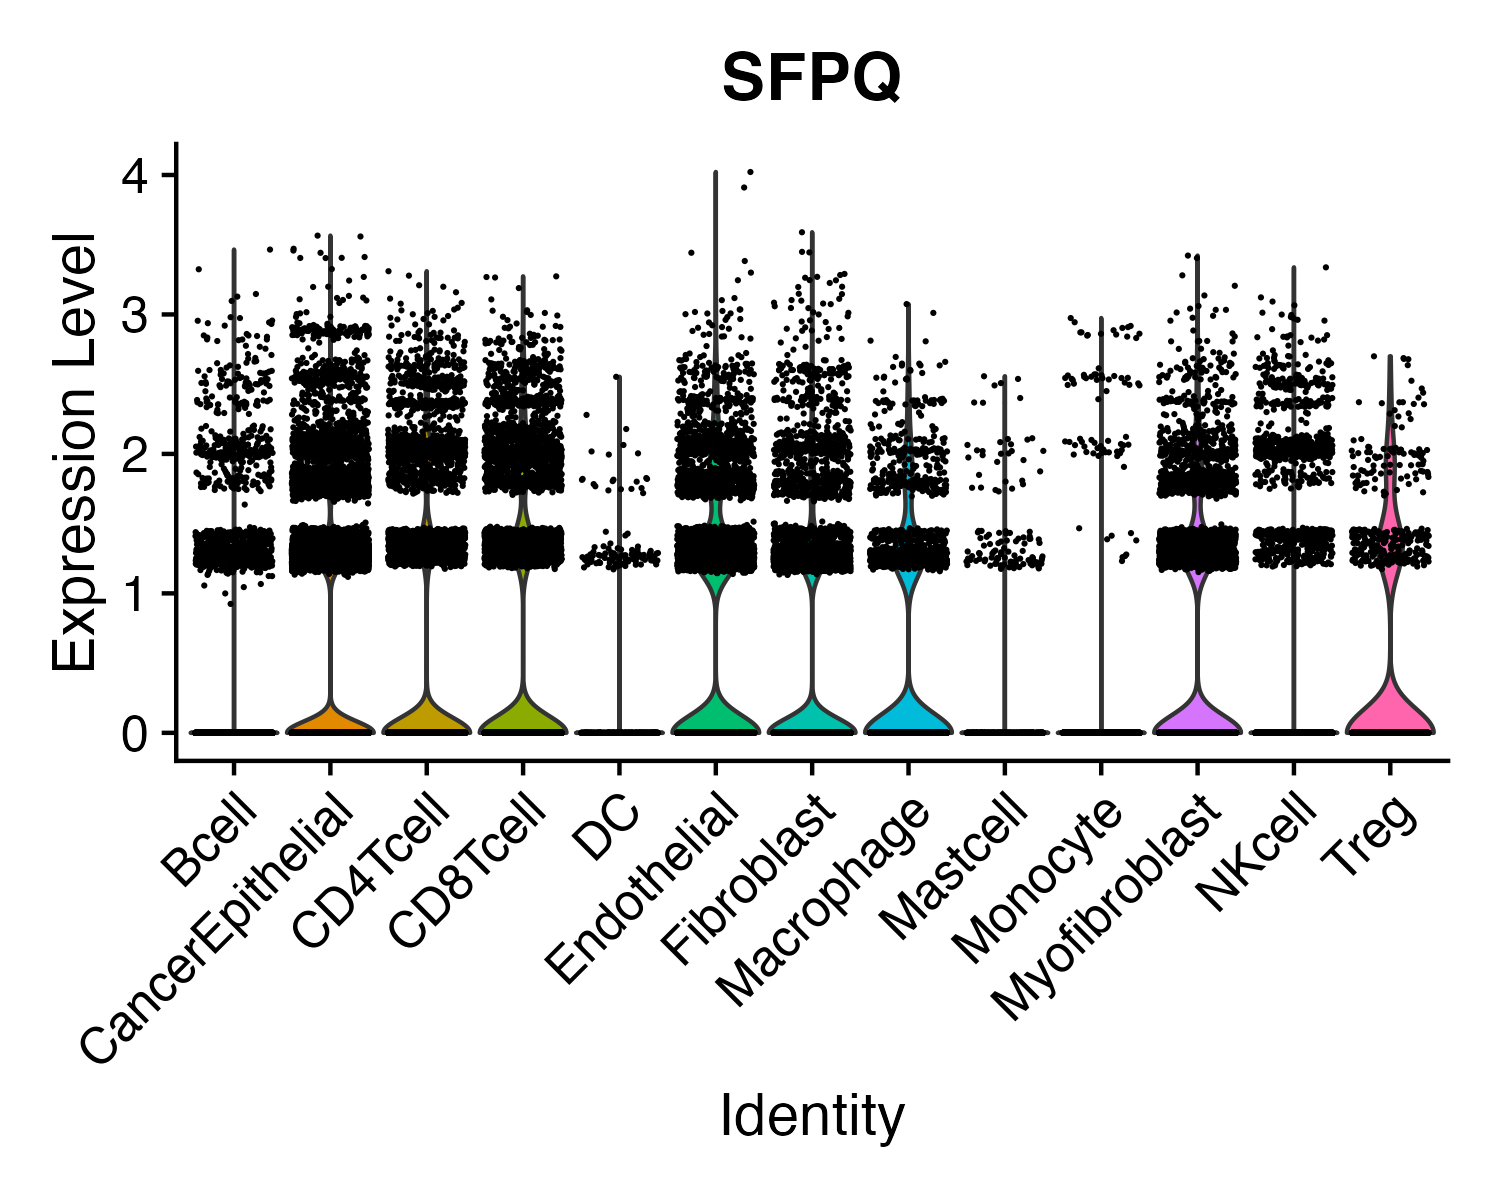 SFPQ
Expression Level
4
3
2
1
0
Bcell
CancerEpithelial
CD4Tcell
CD8Tcell
DC
Endothelial
Fibroblast
Macrophage
Mastcell
Monocyte
Myofibroblast
NKcell
Treg
Identity